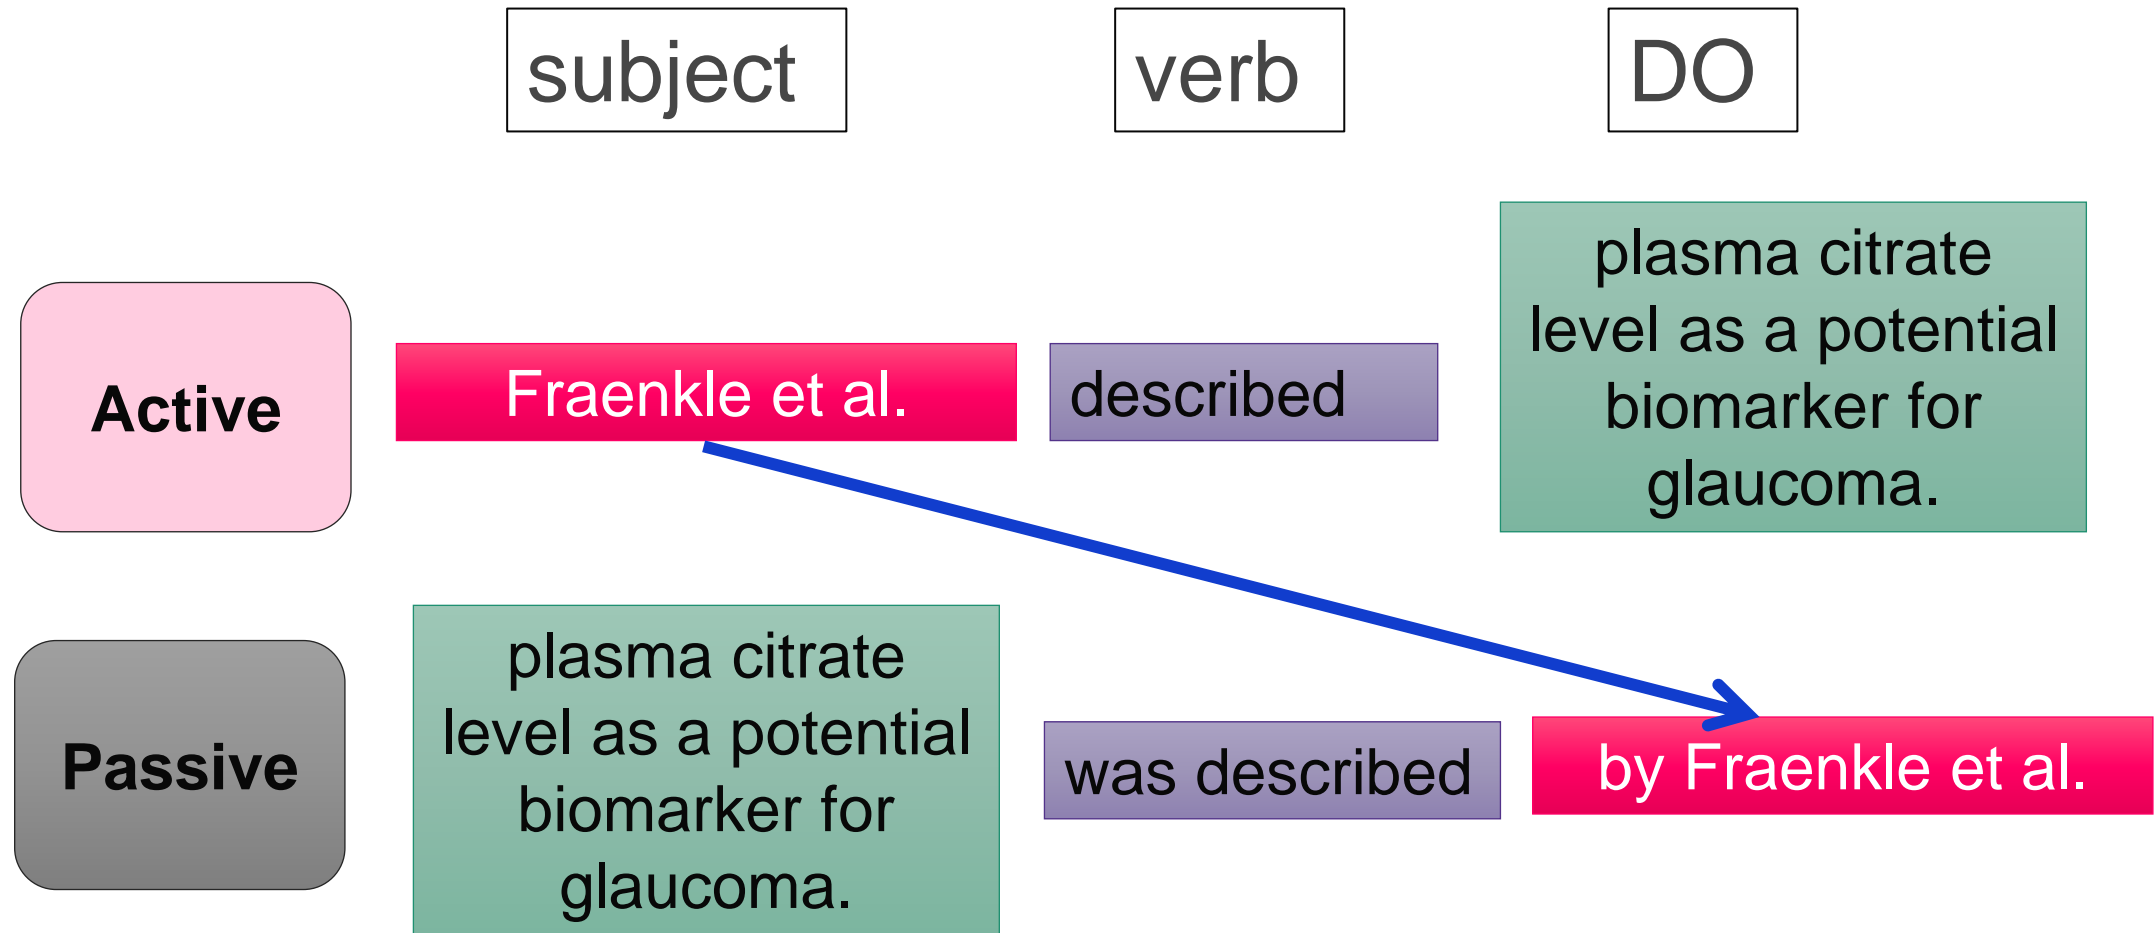 subject
verb
DO
Active
Fraenkle et al.
described
plasma citrate
level as a potential
biomarker for
glaucoma.
Passive
plasma citrate
level as a potential
biomarker for
glaucoma.
was described
by Fraenkle et al.